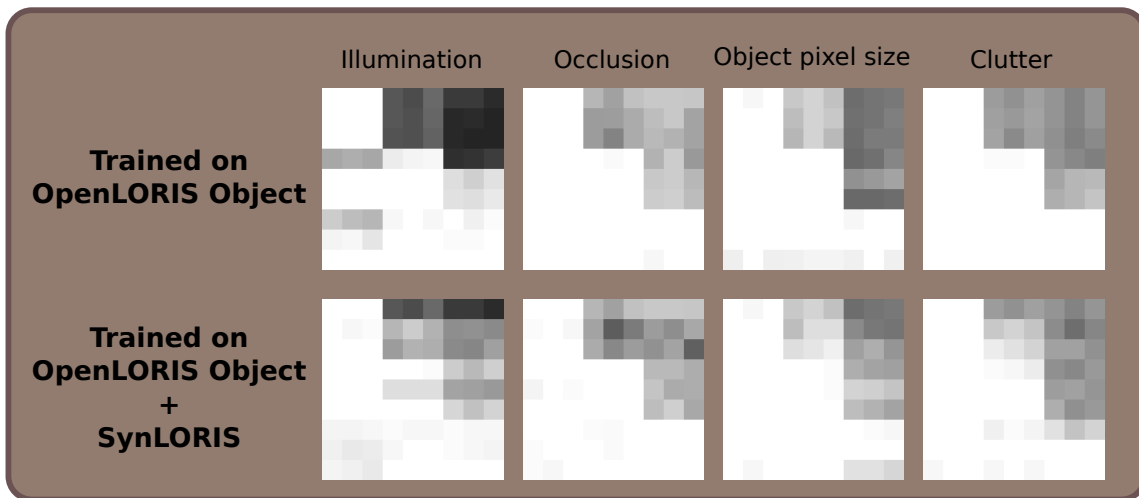 Illumination Occlusion Object pixel size Clutter
Trained on
OpenLORIS Object
Trained on
OpenLORIS Object
+
SynLORIS